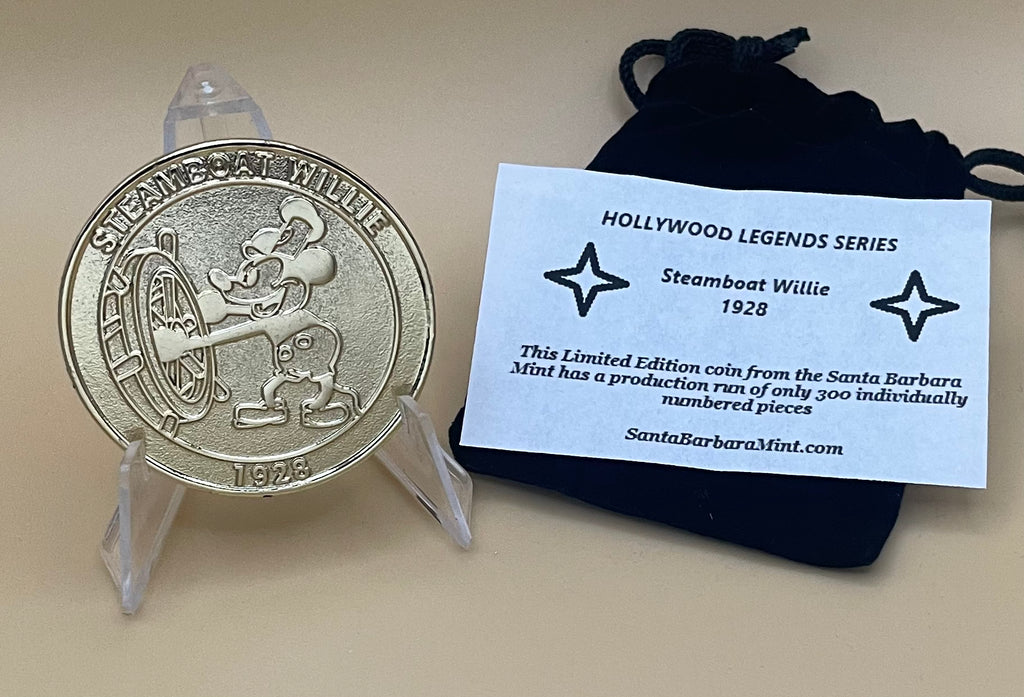 STEAMBOAT WILLIE
1928
HOLLYWOOD LEGENDS SERIES
Steamboat Willie
1928
This Limited Edition coin from the Santa Barbara
Mint has a production run of only 300 individually
numbered pieces
SantaBarbaraMint.com